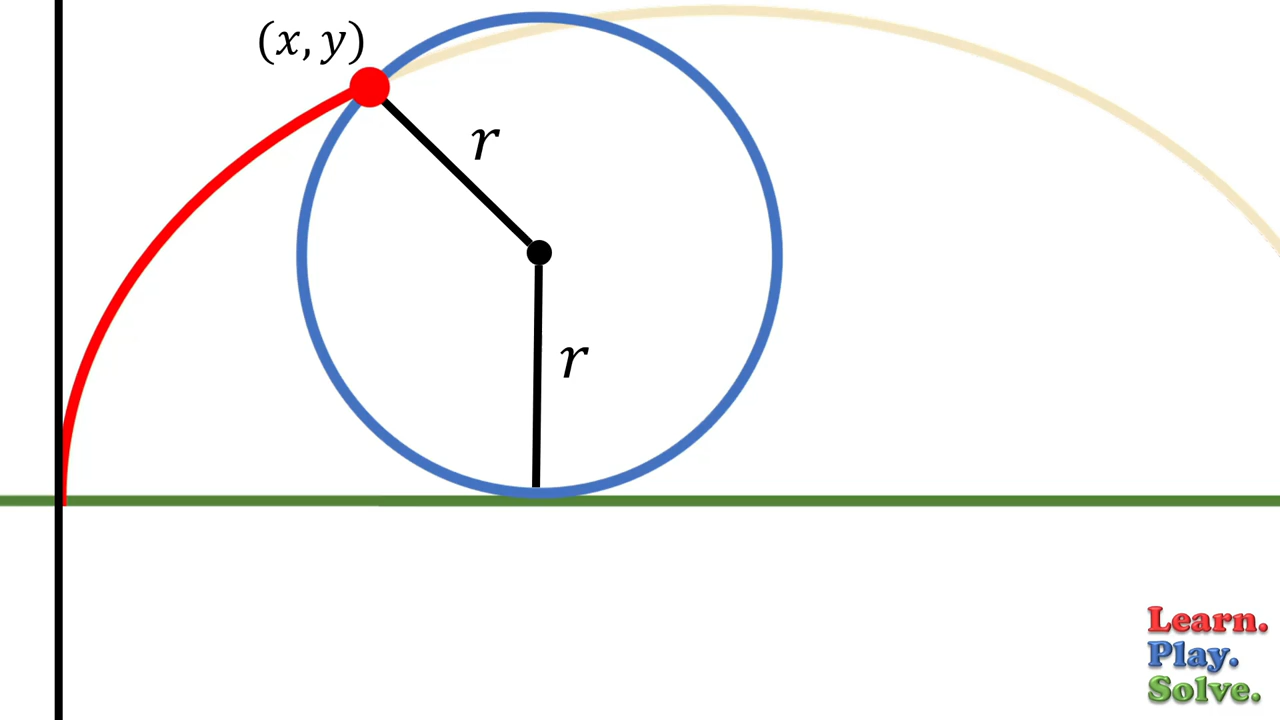 (x, y)
r
r
Learn.
Play.
Solve.